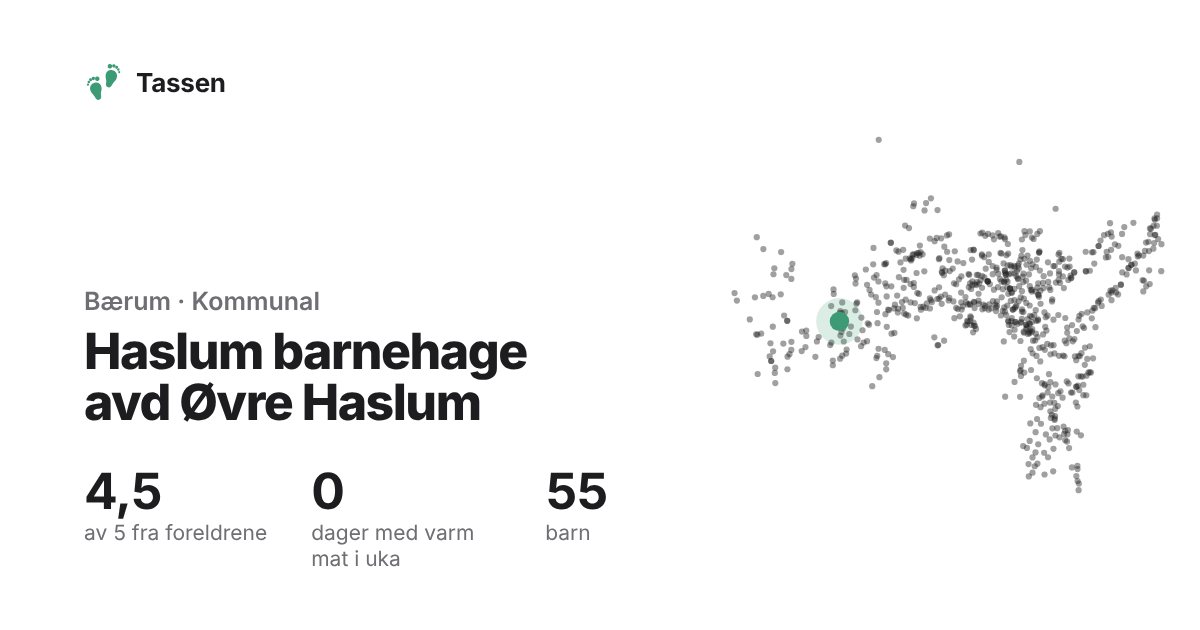 Tassen
Bærum · Kommunal
Haslum barnehage
avd Øvre Haslum
4,5
av 5 fra foreldrene
0
dager med varm
mat i uka
55
barn